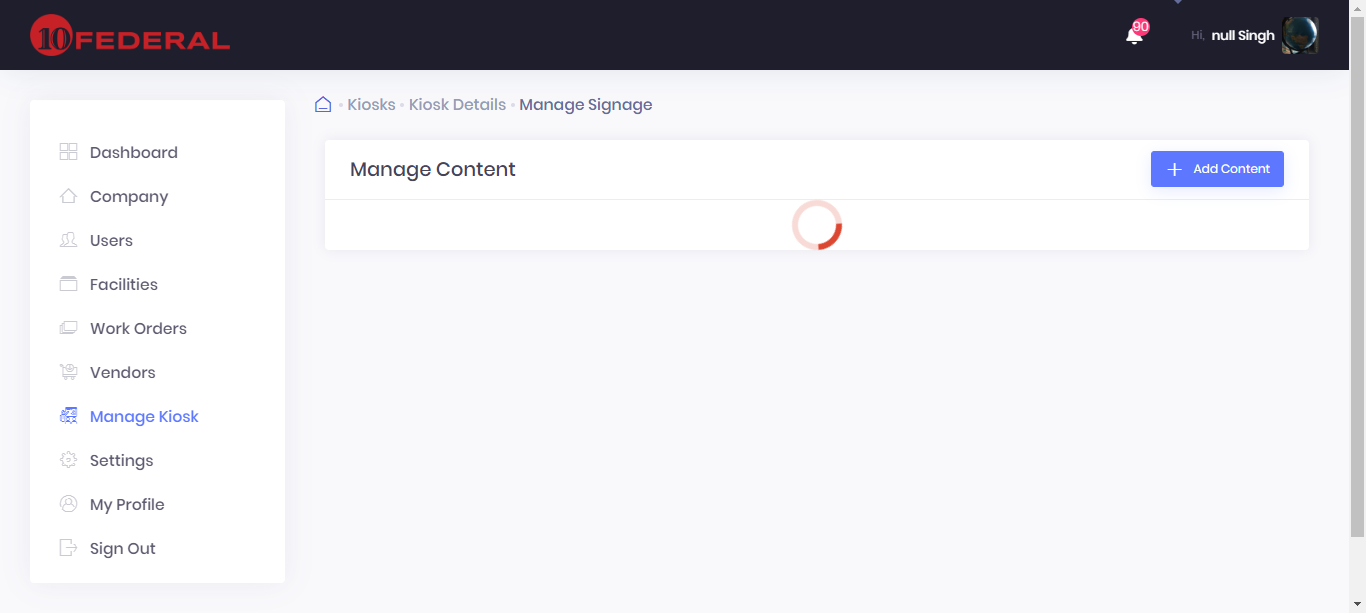 10 FEDERAL
90
Hi, null Singh
Kiosks • Kiosk Details • Manage Signage
Dashboard
Company
Users
Facilities
Work Orders
Vendors
Manage Kiosk
Settings
My Profile
Sign Out
Manage Content
Add Content